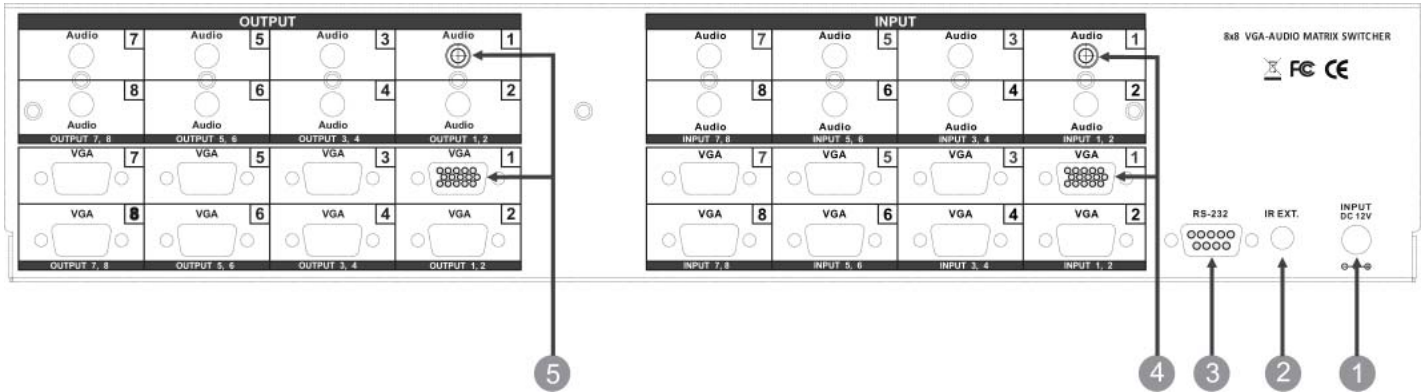 OUTPUT
INPUT
Audio 7 Audio 5 Audio 3 Audio 1
Audio 7 Audio 5 Audio 3 Audio 1
8x8 VGA-AUDIO MATRIX SWITCHER
FC CE
8 6 4 2
8 6 4 2
Audio Audio Audio Audio
Audio Audio Audio Audio
OUTPUT 7, 8 OUTPUT 5, 6 OUTPUT 3, 4 OUTPUT 1, 2
INPUT 7, 8 INPUT 5, 6 INPUT 3, 4 INPUT 1, 2
VGA 7 VGA 5 VGA 3 VGA 1
VGA 7 VGA 5 VGA 3 VGA 1
VGA 8 VGA 6 VGA 4 VGA 2
VGA 8 VGA 6 VGA 4 VGA 2
RS-232
IR EXT.
INPUT
DC 12V
OUTPUT 7, 8 OUTPUT 5, 6 OUTPUT 3, 4 OUTPUT 1, 2
INPUT 7, 8 INPUT 5, 6 INPUT 3, 4 INPUT 1, 2
5 4 3 2 1